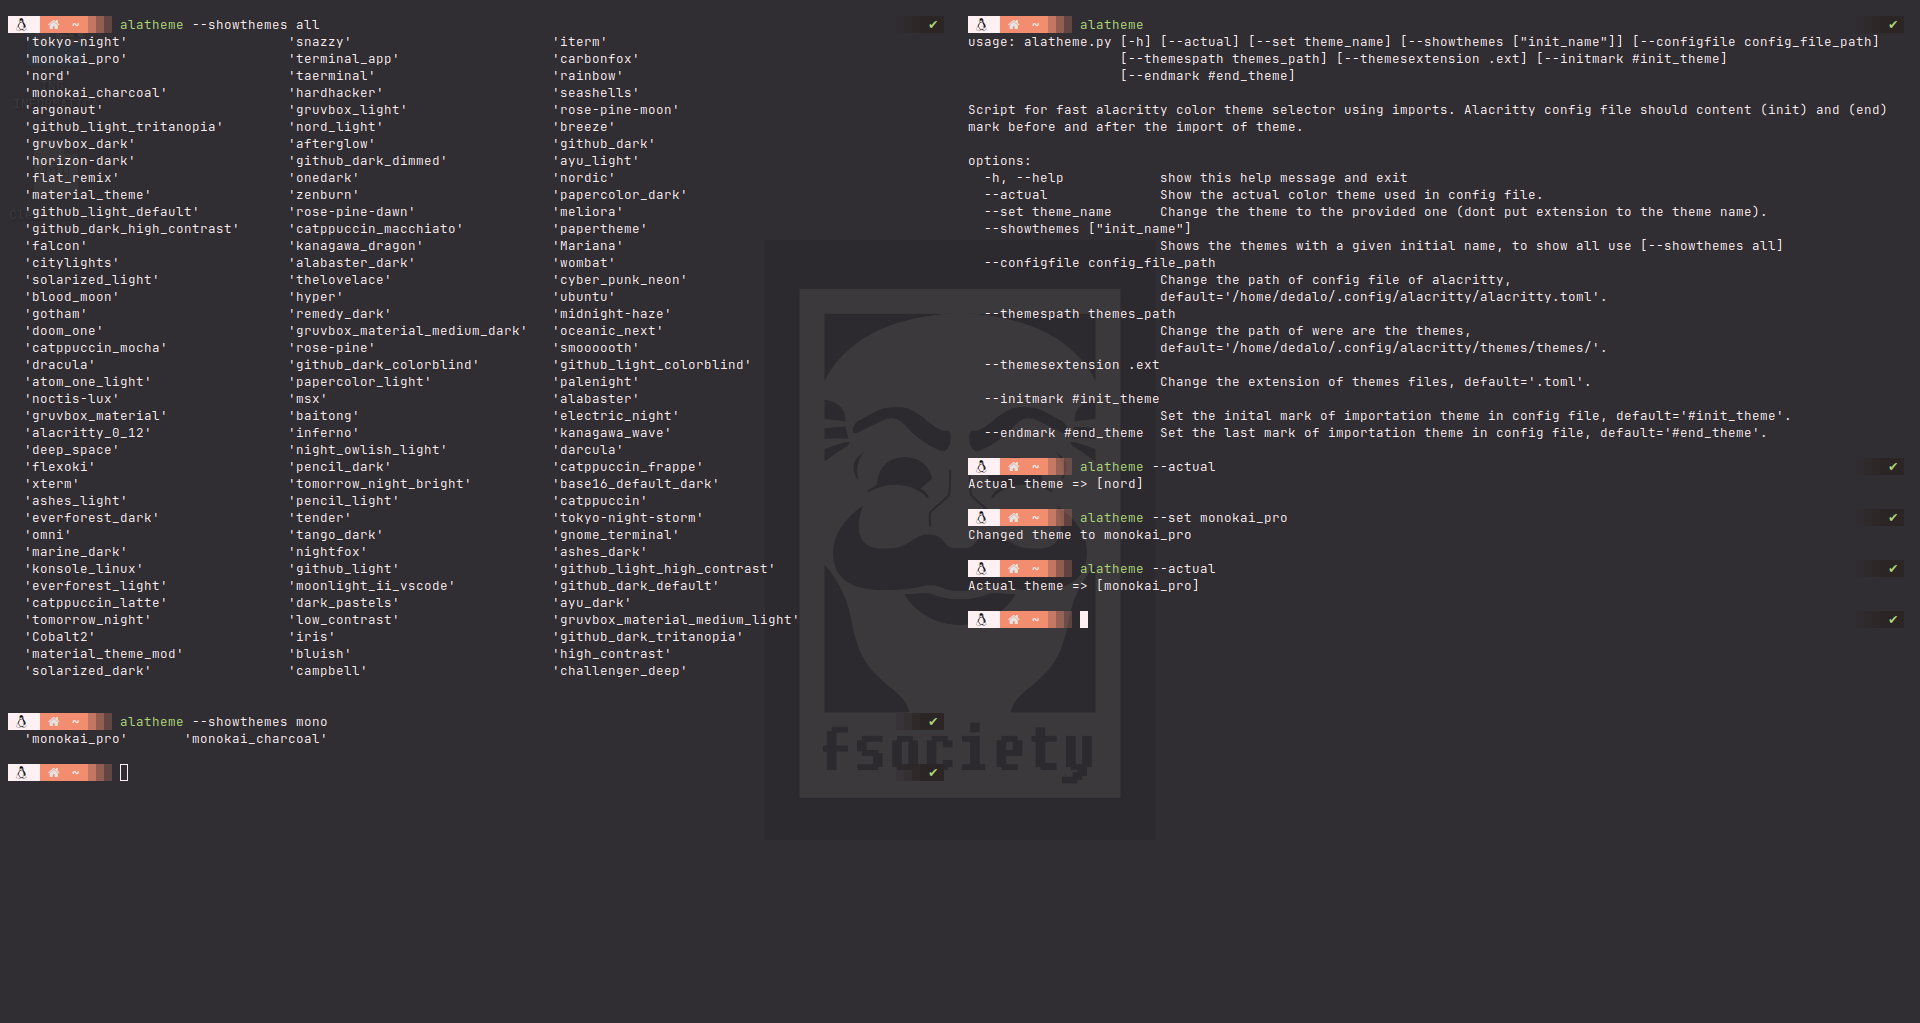 ~ alatheme --showthemes all ✔
'tokyo-night' 'snazzy' 'iterm'
'monokai_pro' 'terminal_app' 'carbonfox'
'nord' 'taerminal' 'rainbow'
'monokai_charcoal' 'hardhacker' 'seashells'
'argonaut' 'gruvbox_light' 'rose-pine-moon'
'github_light_tritanopia' 'nord_light' 'breeze'
'gruvbox_dark' 'afterglow' 'github_dark'
'horizon-dark' 'github_dark_dimmed' 'ayu_light'
'flat_remix' 'onedark' 'nordic'
'material_theme' 'zenburn' 'papercolor_dark'
'github_light_default' 'rose-pine-dawn' 'meliora'
'github_dark_high_contrast' 'catppuccin_macchiato' 'papertheme'
'falcon' 'kanagawa_dragon' 'Mariana'
'citylights' 'alabaster_dark' 'wombat'
'solarized_light' 'thelovelace' 'cyber_punk_neon'
'blood_moon' 'hyper' 'ubuntu'
'gotham' 'remedy_dark' 'midnight-haze'
'doom_one' 'gruvbox_material_medium_dark' 'oceanic_next'
'catppuccin_mocha' 'rose-pine' 'smoooooth'
'dracula' 'github_dark_colorblind' 'github_light_colorblind'
'atom_one_light' 'papercolor_light' 'palenight'
'noctis-lux' 'msx' 'alabaster'
'gruvbox_material' 'baitong' 'electric_night'
'alacritty_0_12' 'inferno' 'kanagawa_wave'
'deep_space' 'night_owlish_light' 'darcula'
'flexoki' 'pencil_dark' 'catppuccin_frappe'
'xterm' 'tomorrow_night_bright' 'base16_default_dark'
'ashes_light' 'pencil_light' 'catppuccin'
'everforest_dark' 'tender' 'tokyo-night-storm'
'omni' 'tango_dark' 'gnome_terminal'
'marine_dark' 'nightfox' 'ashes_dark'
'konsole_linux' 'github_light' 'github_light_high_contrast'
'everforest_light' 'moonlight_ii_vscode' 'github_dark_default'
'catppuccin_latte' 'dark_pastels' 'ayu_dark'
'tomorrow_night' 'low_contrast' 'gruvbox_material_medium_light'
'Cobalt2' 'iris' 'github_dark_tritanopia'
'material_theme_mod' 'bluish' 'high_contrast'
'solarized_dark' 'campbell' 'challenger_deep'
~ alatheme --showthemes mono ✔
'monokai_pro' 'monokai_charcoal'
~ ✔
~ alatheme ✔
usage: alatheme.py [-h] [--actual] [--set theme_name] [--showthemes ["init_name"]] [--configfile config_file_path]
[--themespath themes_path] [--themesextension .ext] [--initmark #init_theme]
[--endmark #end_theme]
Script for fast alacritty color theme selector using imports. Alacritty config file should content (init) and (end)
mark before and after the import of theme.
options:
-h, --help show this help message and exit
--actual Show the actual color theme used in config file.
--set theme_name Change the theme to the provided one (dont put extension to the theme name).
--showthemes ["init_name"]
Shows the themes with a given initial name, to show all use [--showthemes all]
--configfile config_file_path
Change the path of config file of alacritty,
default='/home/dedalo/.config/alacritty/alacritty.toml'.
--themespath themes_path
Change the path of were are the themes,
default='/home/dedalo/.config/alacritty/themes/themes/'.
--themesextension .ext
Change the extension of themes files, default='.toml'.
--initmark #init_theme
Set the inital mark of importation theme in config file, default='#init_theme'.
--endmark #end_theme Set the last mark of importation theme in config file, default='#end_theme'.
~ alatheme --actual ✔
Actual theme => [nord]
~ alatheme --set monokai_pro ✔
Changed theme to monokai_pro
~ alatheme --actual ✔
Actual theme => [monokai_pro]
~ ✔
fsociety